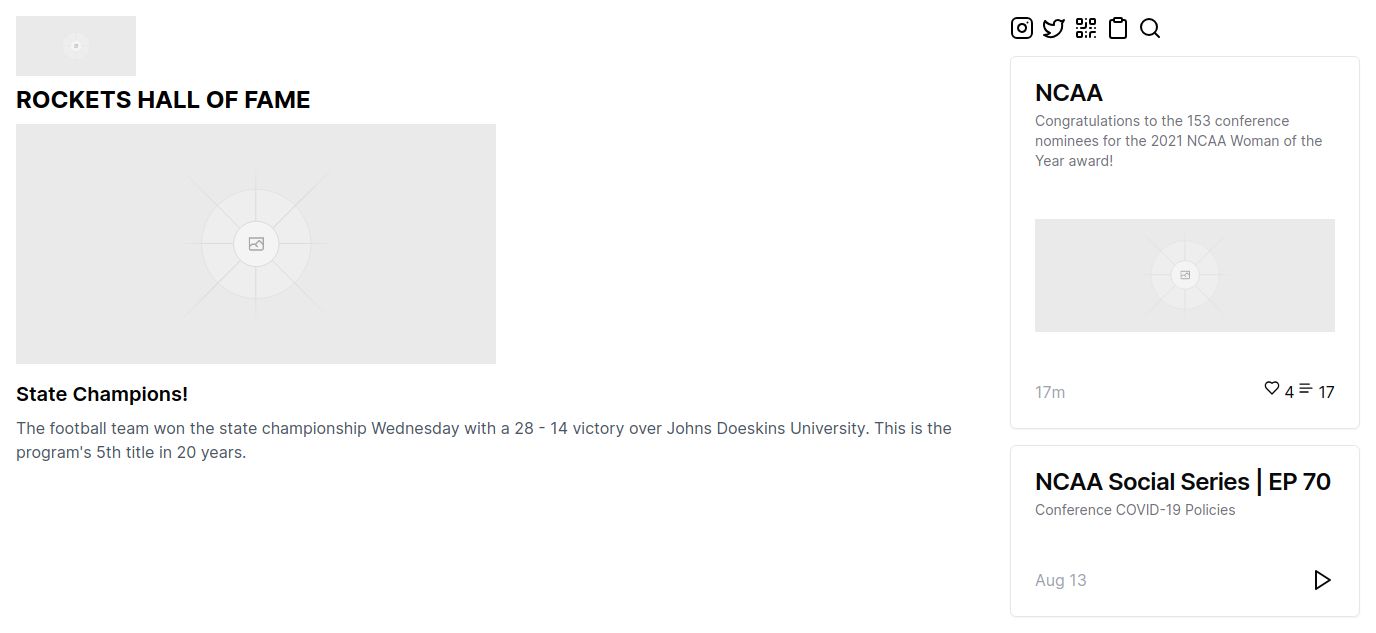 ROCKETS HALL OF FAME
State Champions!
The football team won the state championship Wednesday with a 28 - 14 victory over Johns Doeskins University. This is the
program's 5th title in 20 years.
NCAA
Congratulations to the 153 conference
nominees for the 2021 NCAA Woman of the
Year award!
17m
4 17
NCAA Social Series | EP 70
Conference COVID-19 Policies
Aug 13